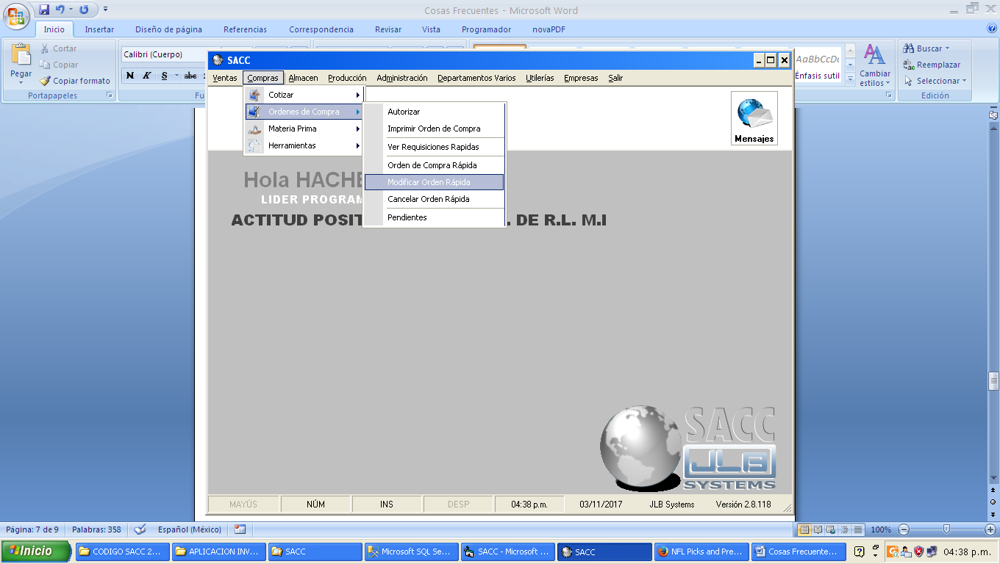 Cosas Frecuentes - Microsoft Word
Inicio Insertar Diseño de página Referencias Correspondencia Revisar Vista Programador novaPDF
Pegar
Cortar
Copiar
Copiar formato
Portapapeles
Calibri (Cuerpo)
N K S abc
Fu
AaBbCcDc
Énfasis sutil
Cambiar estilos
Buscar
Reemplazar
Seleccionar
Edición
SACC
Ventas Compras Almacen Producción Administración Departamentos Varios Utilerías Empresas Salir
Cotizar
Ordenes de Compra
Materia Prima
Herramientas
Autorizar
Imprimir Orden de Compra
Ver Requisiciones Rapidas
Orden de Compra Rápida
Modificar Orden Rápida
Cancelar Orden Rápida
Pendientes
Mensajes
Hola HACHE
LIDER PROGRAM
ACTITUD POSIT . DE R.L. M.I
SACC
JLB
SYSTEMS
MAYÚS NÚM INS DESP 04:38 p.m. 03/11/2017 JLB Systems Versión 2.8.118
Página: 7 de 9 Palabras: 358 Español (México) 100%
Inicio CODIGO SACC 2... APLICACION INV... SACC Microsoft SQL Se... SACC - Microsoft ... SACC NFL Picks and Pre... Cosas Frecuente... 04:38 p.m.